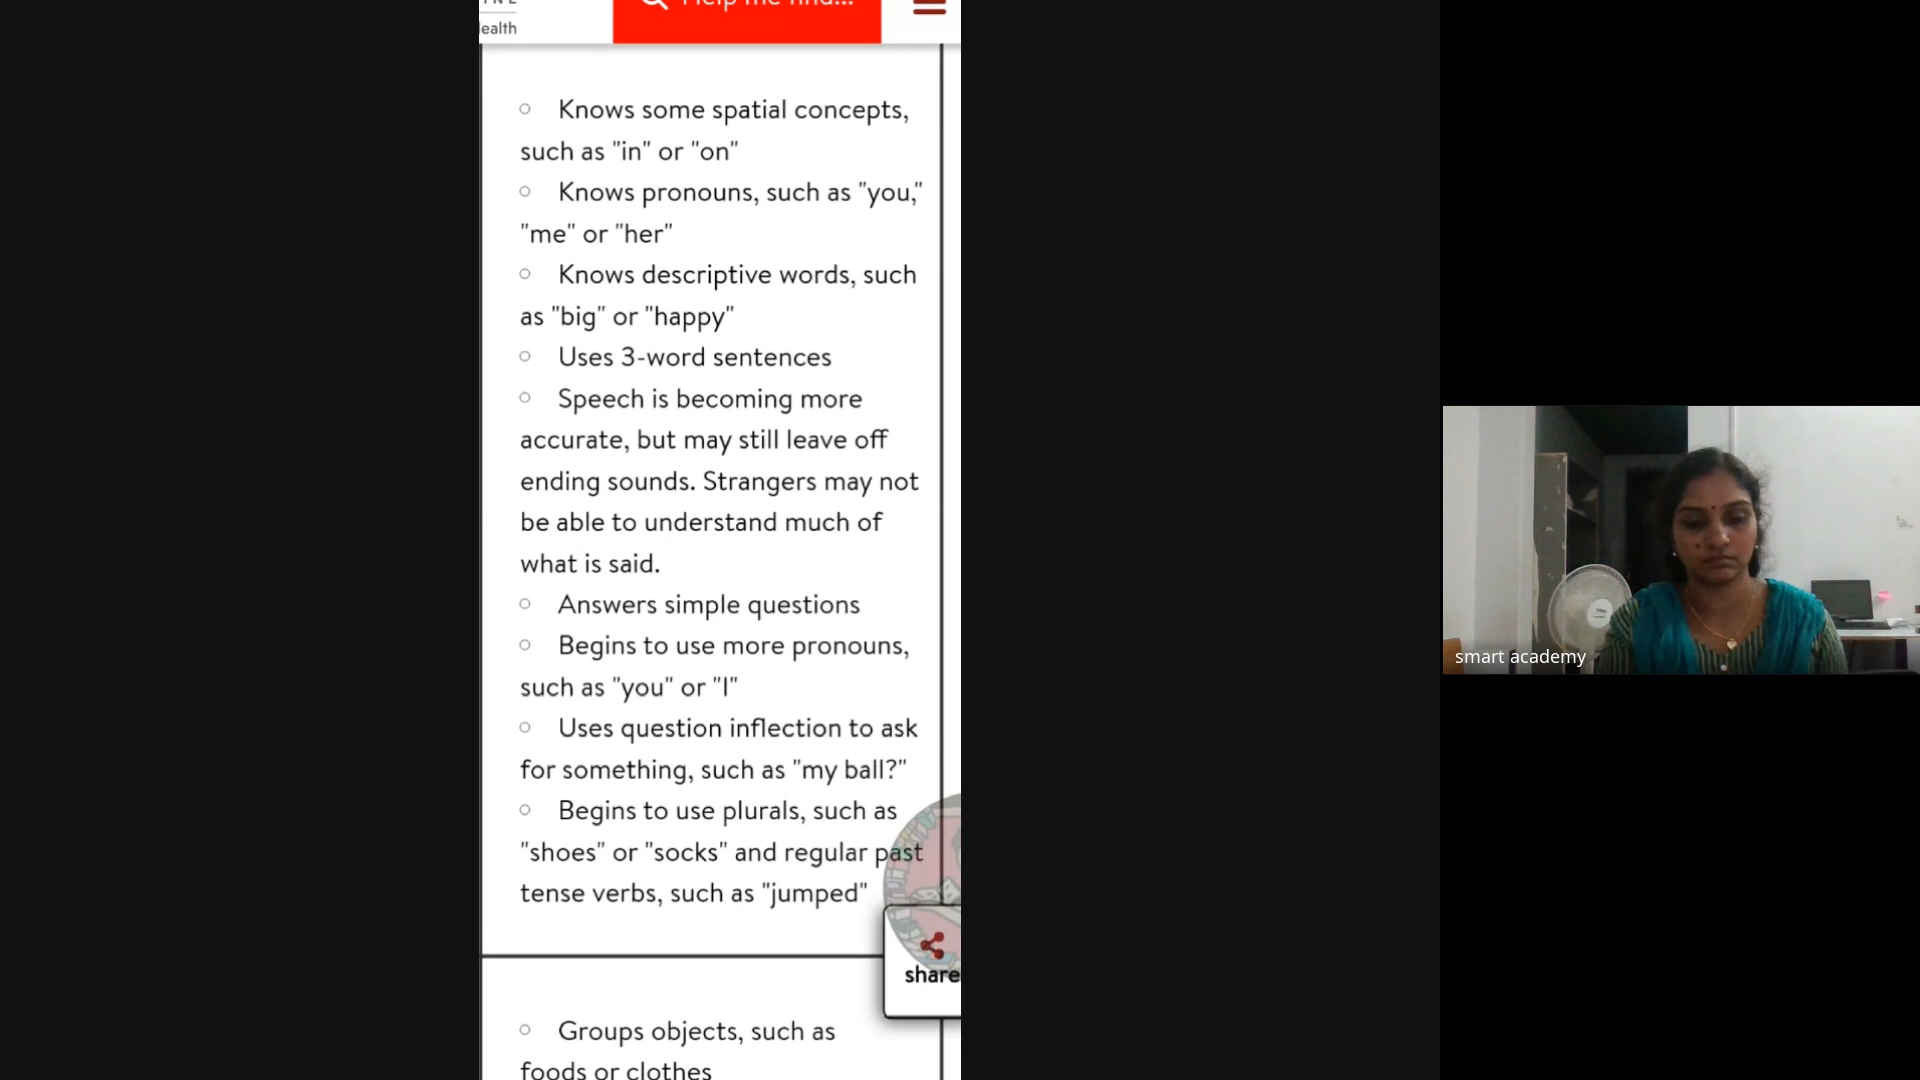 ealth
Knows some spatial concepts,
such as "in" or "on"
Knows pronouns, such as "you,"
"me" or "her"
Knows descriptive words, such
as "big" or "happy"
Uses 3-word sentences
Speech is becoming more
accurate, but may still leave off
ending sounds. Strangers may not
be able to understand much of
what is said.
Answers simple questions
Begins to use more pronouns,
such as "you" or "I"
Uses question inflection to ask
for something, such as "my ball?"
Begins to use plurals, such as
"shoes" or "socks" and regular past
tense verbs, such as "jumped"
share
Groups objects, such as
foods or clothes
smart academy